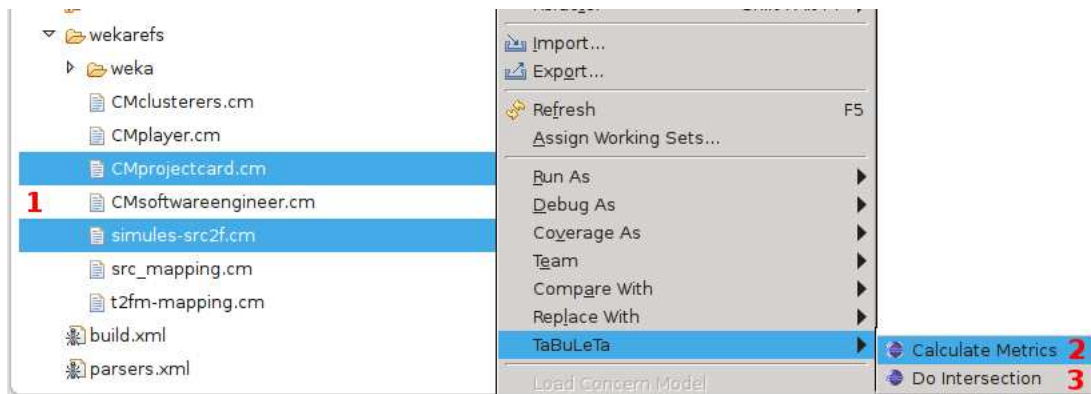 wekarefs
weka
CMclusterers.cm
CMplayer.cm
CMprojectcard.cm
1 CMsoftwareengineer.cm
simules-src2f.cm
src_mapping.cm
t2fm-mapping.cm
build.xml
parsers.xml
Import...
Export...
Refresh F5
Assign Working Sets...
Run As
Debug As
Coverage As
Team
Compare With
Replace With
TaBuLeTa
Load Concern Model
Calculate Metrics 2
Do Intersection 3